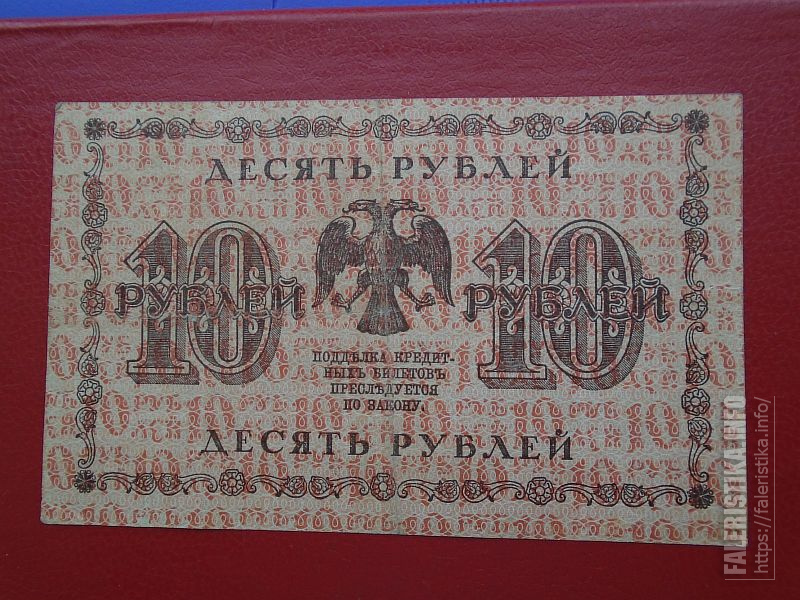 ДЕСЯТЬ РУБЛЕЙ
10 10
РУБЛЕЙ РУБЛЕЙ
ПОДДѢЛКА КРЕДИТ-
НЫХЪ БИЛЕТОВЪ
ПРЕСЛѢДУЕТСЯ
ПО ЗАКОНУ.
ДЕСЯТЬ РУБЛЕЙ
FALERISTIKA.INFO
https://faleristika.info/